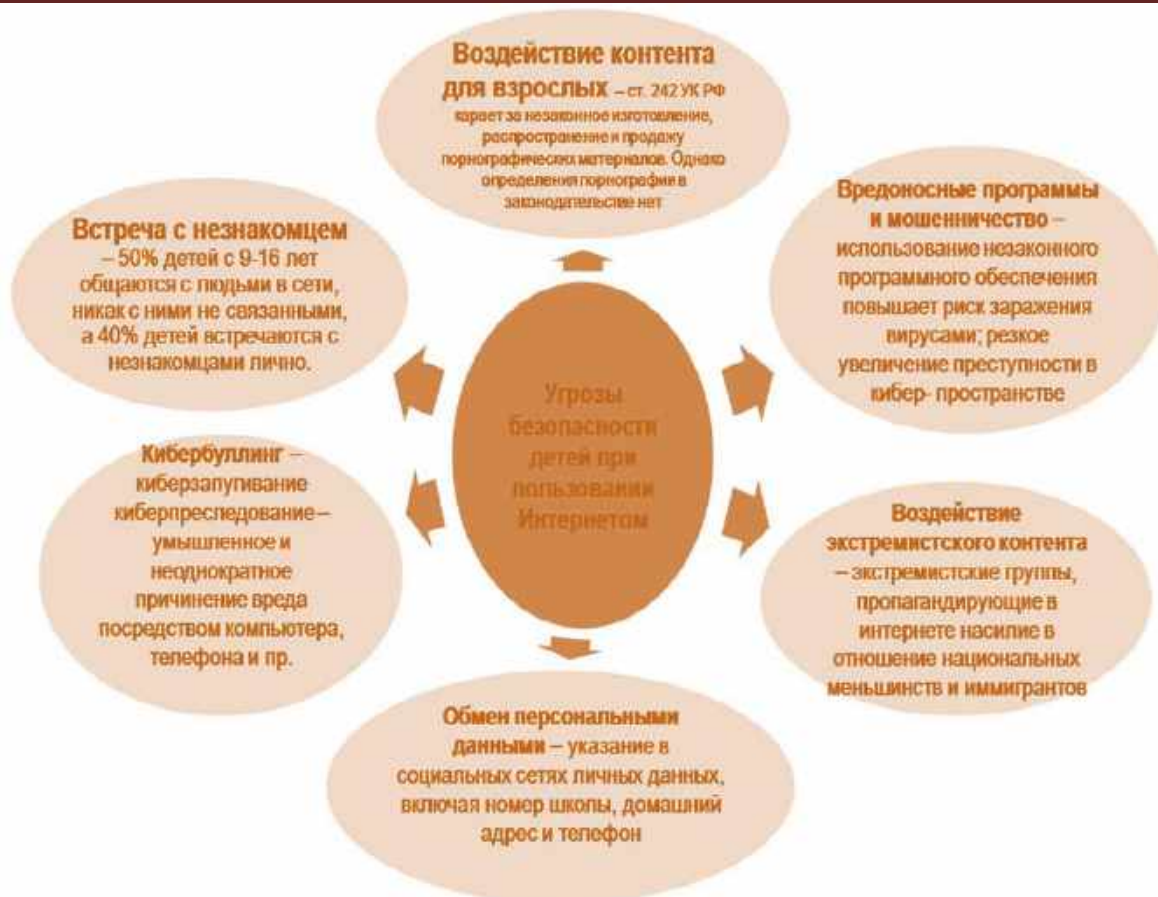 Воздействие контента
для взрослых – ст. 242 УК РФ
карает за незаконное изготовление,
распространение и продажу
порнографических материалов. Однако
определения порнографии в
законодательстве нет
Встреча с незнакомцем
– 50% детей с 9-16 лет
общаются с людьми в сети,
никак с ними не связанными,
а 40% детей встречаются с
незнакомцами лично.
Вредоносные программы
и мошенничество –
использование незаконного
программного обеспечения
повышает риск заражения
вирусами; резкое
увеличение преступности в
кибер- пространстве
Угрозы
безопасности
детей при
пользовании
Интернетом
Кибербуллинг –
киберзапугивание
киберпреследование –
умышленное и
неоднократное
причинение вреда
посредством компьютера,
телефона и пр.
Воздействие
экстремистского контента
– экстремистские группы,
пропагандирующие в
интернете насилие в
отношение национальных
меньшинств и иммигрантов
Обмен персональными
данными – указание в
социальных сетях личных данных,
включая номер школы, домашний
адрес и телефон